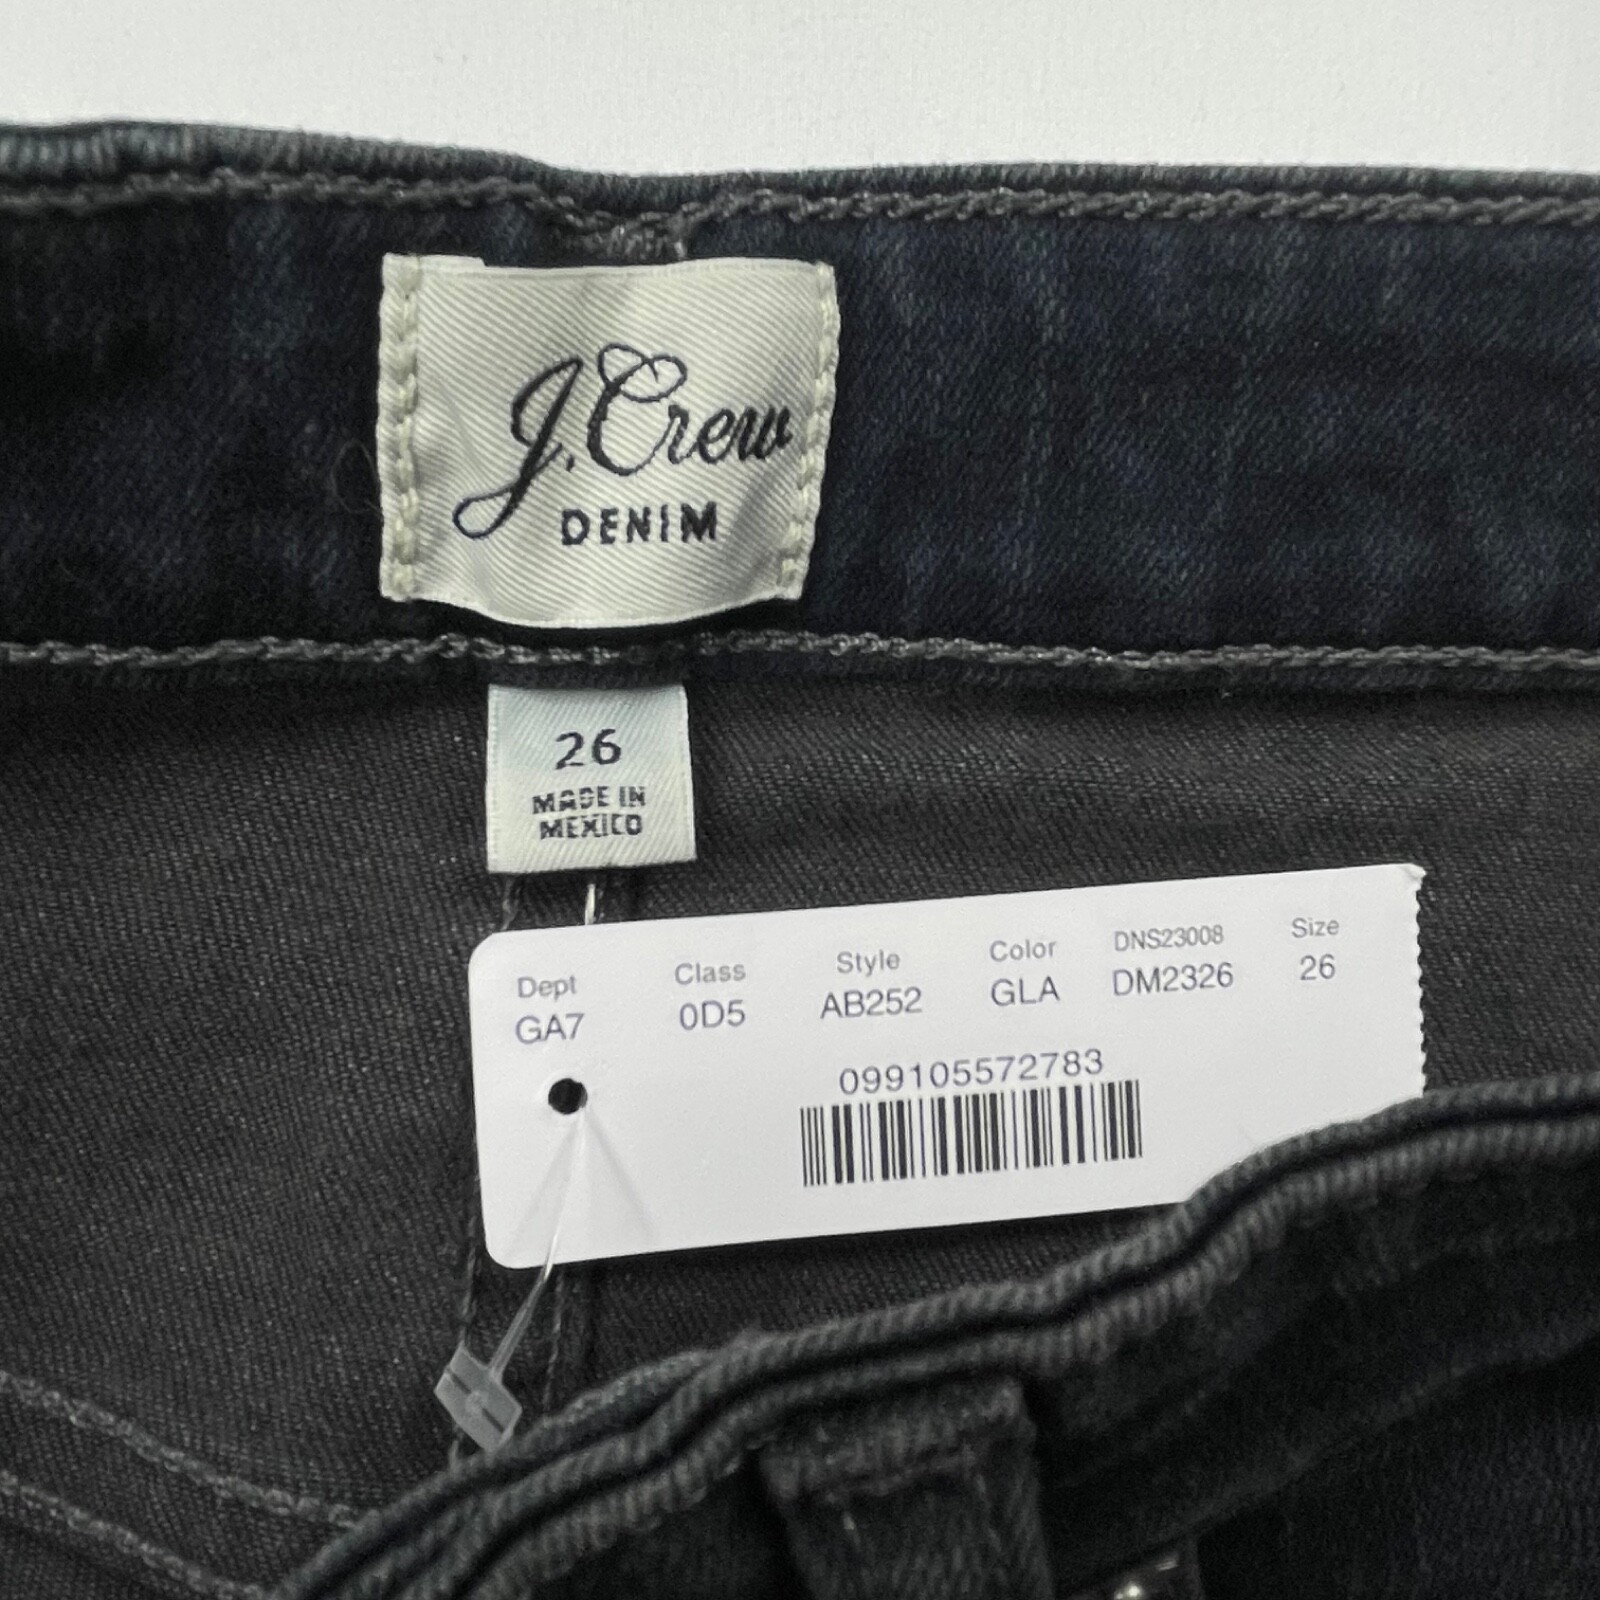 J.Crew
DENIM
26
MADE IN
MEXICO
Dept Class Style Color DNS23008 Size
GA7 0D5 AB252 GLA DM2326 26
099105572783